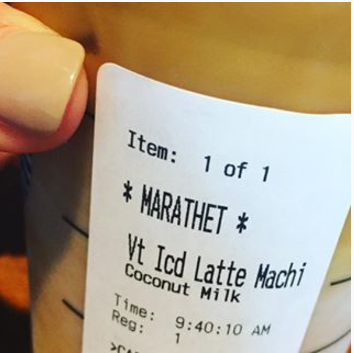 Item: 1 of 1
* MARATHET *
Vt Icd Latte Machi
Coconut Milk
Time: 9:40:10 AM
Reg: 1